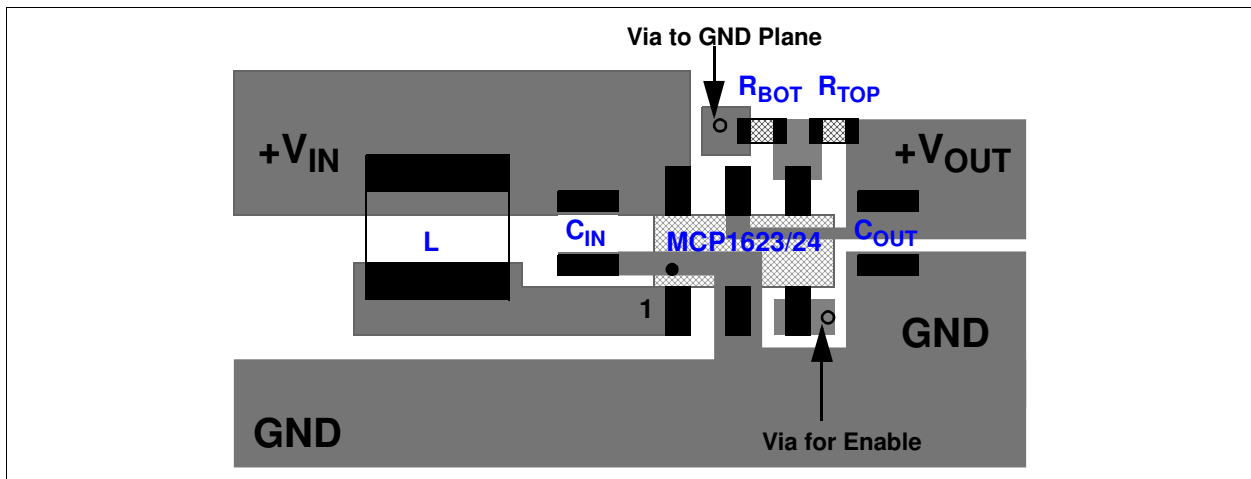 Via to GND Plane
RBOT RTOP
+VIN
+VOUT
L
CIN
MCP1623/24
COUT
1
GND
GND
Via for Enable